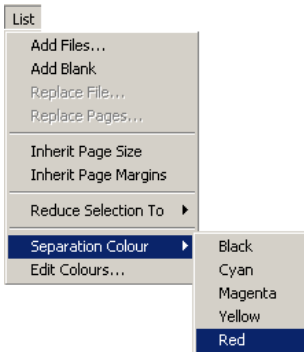 List
Add Files...
Add Blank
Replace File...
Replace Pages...
Inherit Page Size
Inherit Page Margins
Reduce Selection To
Separation Colour
Edit Colours...
Black
Cyan
Magenta
Yellow
Red